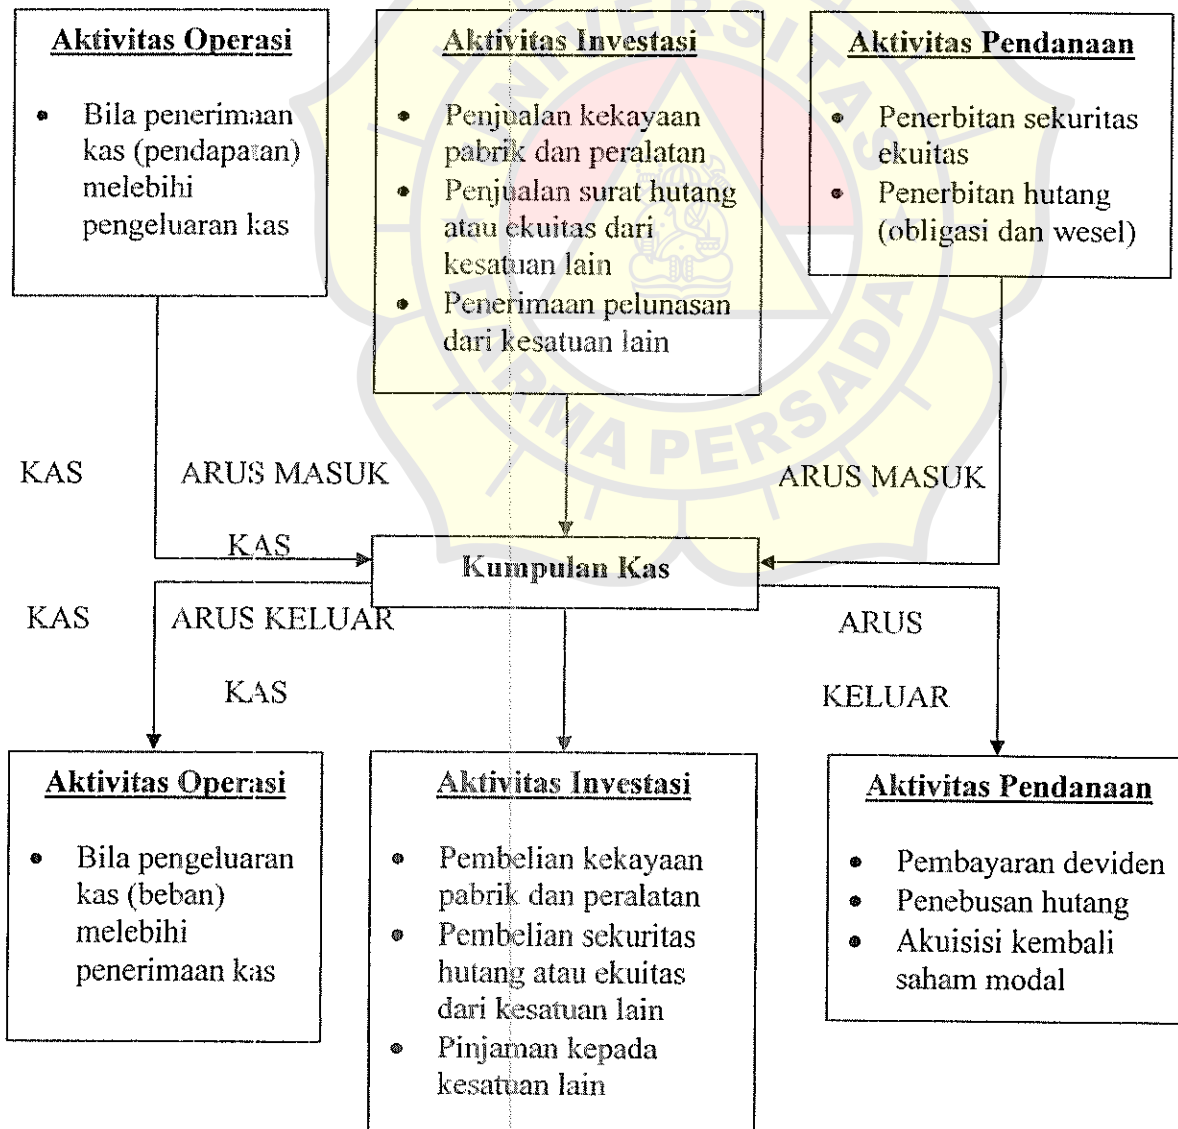 Aktivitas Operasi
• Bila penerimaan
kas (pendapatan)
melebihi
pengeluaran kas
Aktivitas Investasi
• Penjualan kekayaan
pabrik dan peralatan
• Penjualan surat hutang
atau ekuitas dari
kesatuan lain
• Penerimaan pelunasan
dari kesatuan lain
Aktivitas Pendanaan
• Penerbitan sekuritas
ekuitas
• Penerbitan hutang
(obligasi dan wesel)
UNIVERSITAS
DARMA PERSADA
KAS
ARUS MASUK
ARUS MASUK
KAS
Kumpulan Kas
KAS
ARUS KELUAR
ARUS
KAS
KELUAR
Aktivitas Operasi
• Bila pengeluaran
kas (beban)
melebihi
penerimaan kas
Aktivitas Investasi
• Pembelian kekayaan
pabrik dan peralatan
• Pembelian sekuritas
hutang atau ekuitas
dari kesatuan lain
• Pinjaman kepada
kesatuan lain
Aktivitas Pendanaan
• Pembayaran deviden
• Penebusan hutang
• Akuisisi kembali
saham modal